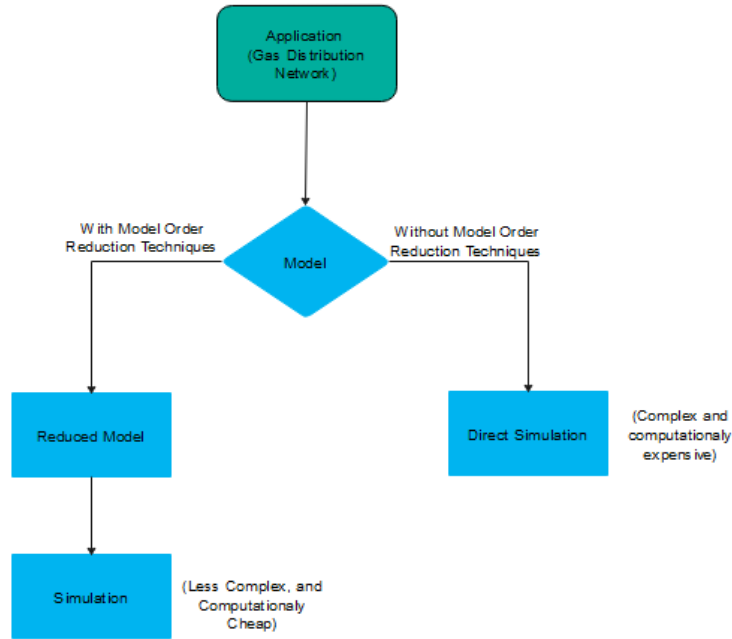 Application
(Gas Distribution
Network)
With Model Order
Reduction Techniques
Without Model Order
Reduction Techniques
Model
Reduced Model
Direct Simulation
(Complex and
computationaly
expensive)
Simulation
(Less Complex, and
Computationaly
Cheap)